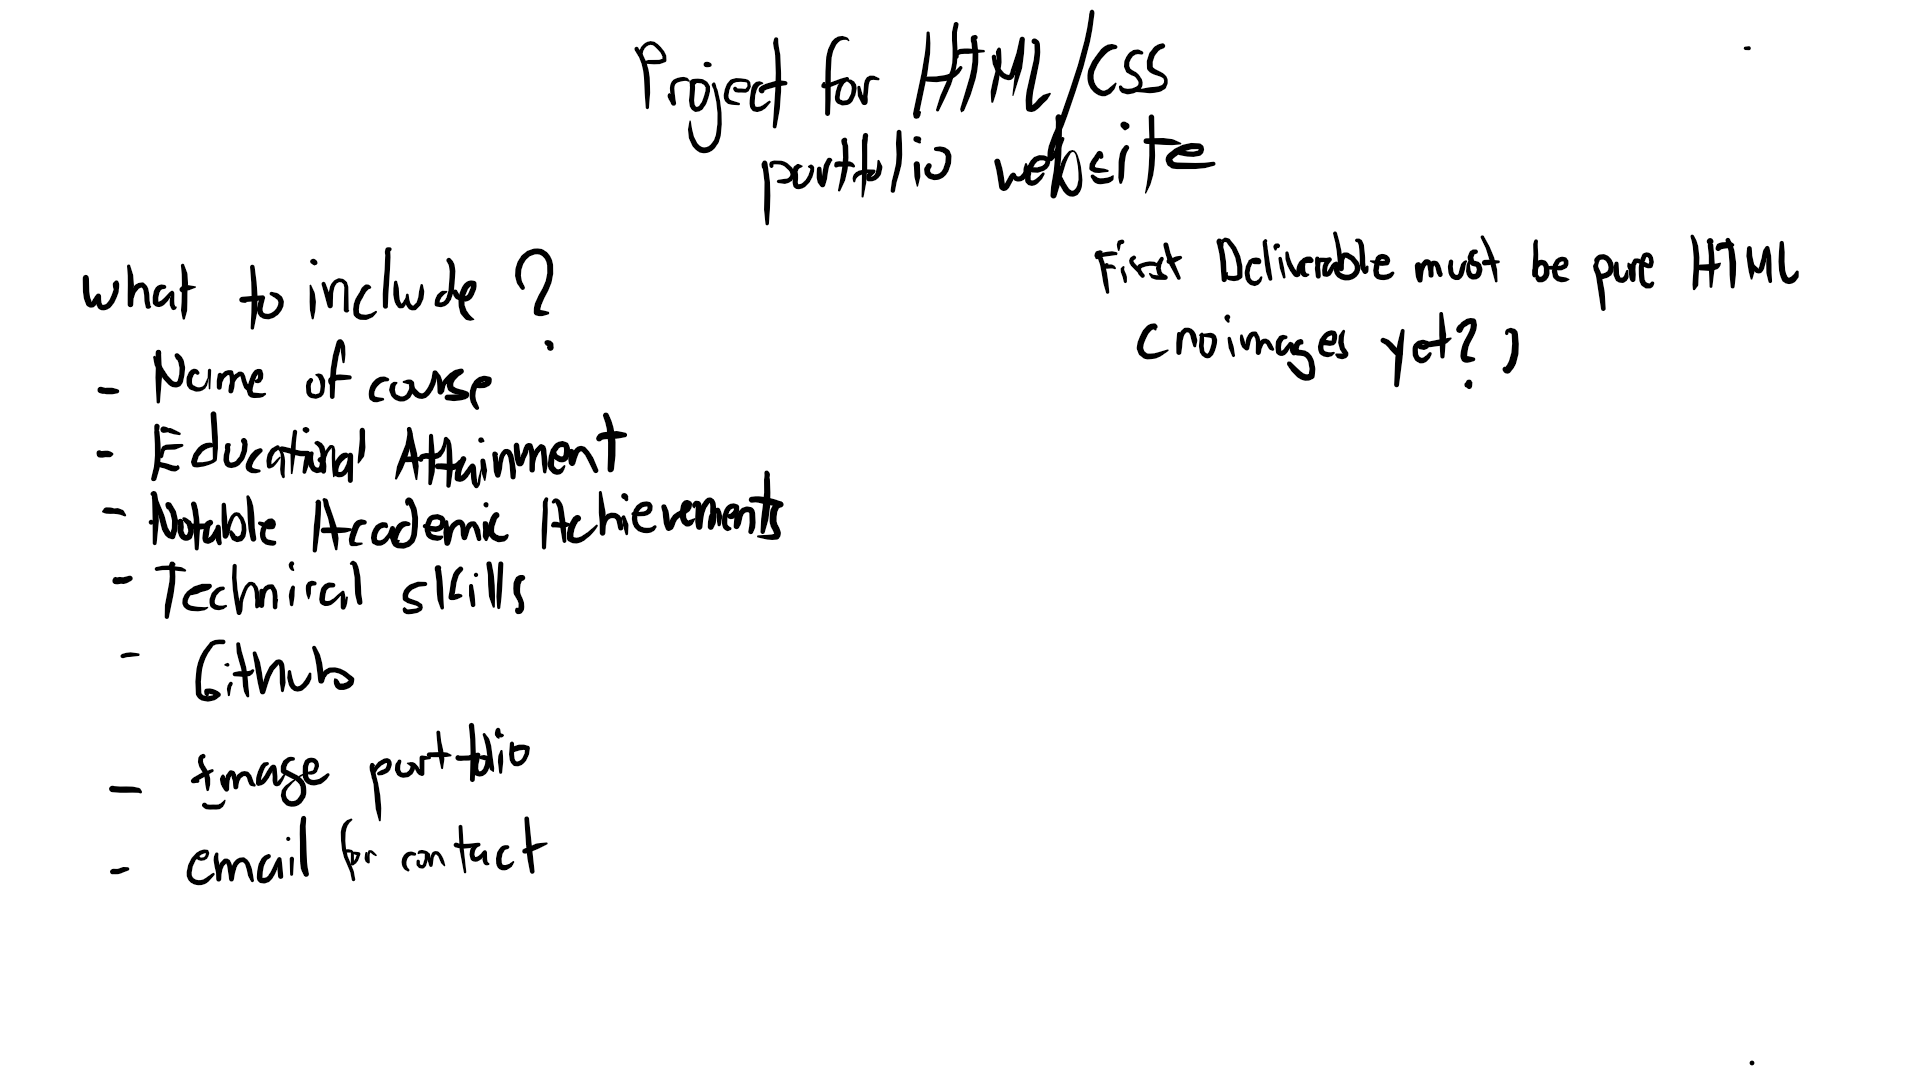 Project for HTML/CSS
portfolio website
what to include?
- Name of course
- Educational Attainment
- Notable Academic Achievements
- Technical skills
- Github
- Image portfolio
- email for contact
First Deliverable must be pure HTML
(no images yet?)